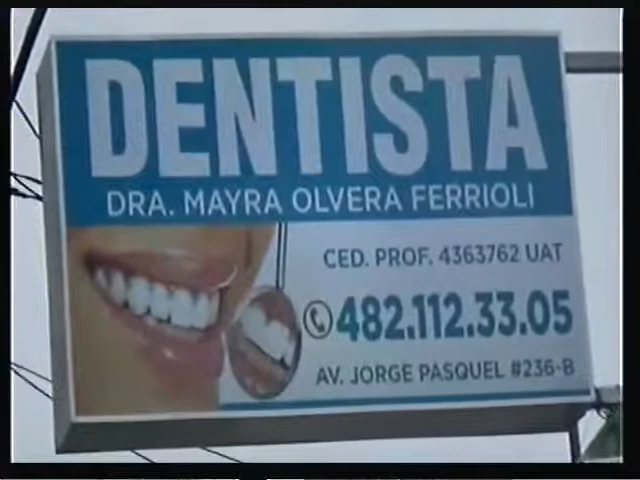 DENTISTA
DRA. MAYRA OLVERA FERRIOLI
CED. PROF. 4363762 UAT
482.112.33.05
AV. JORGE PASQUEL #236-B